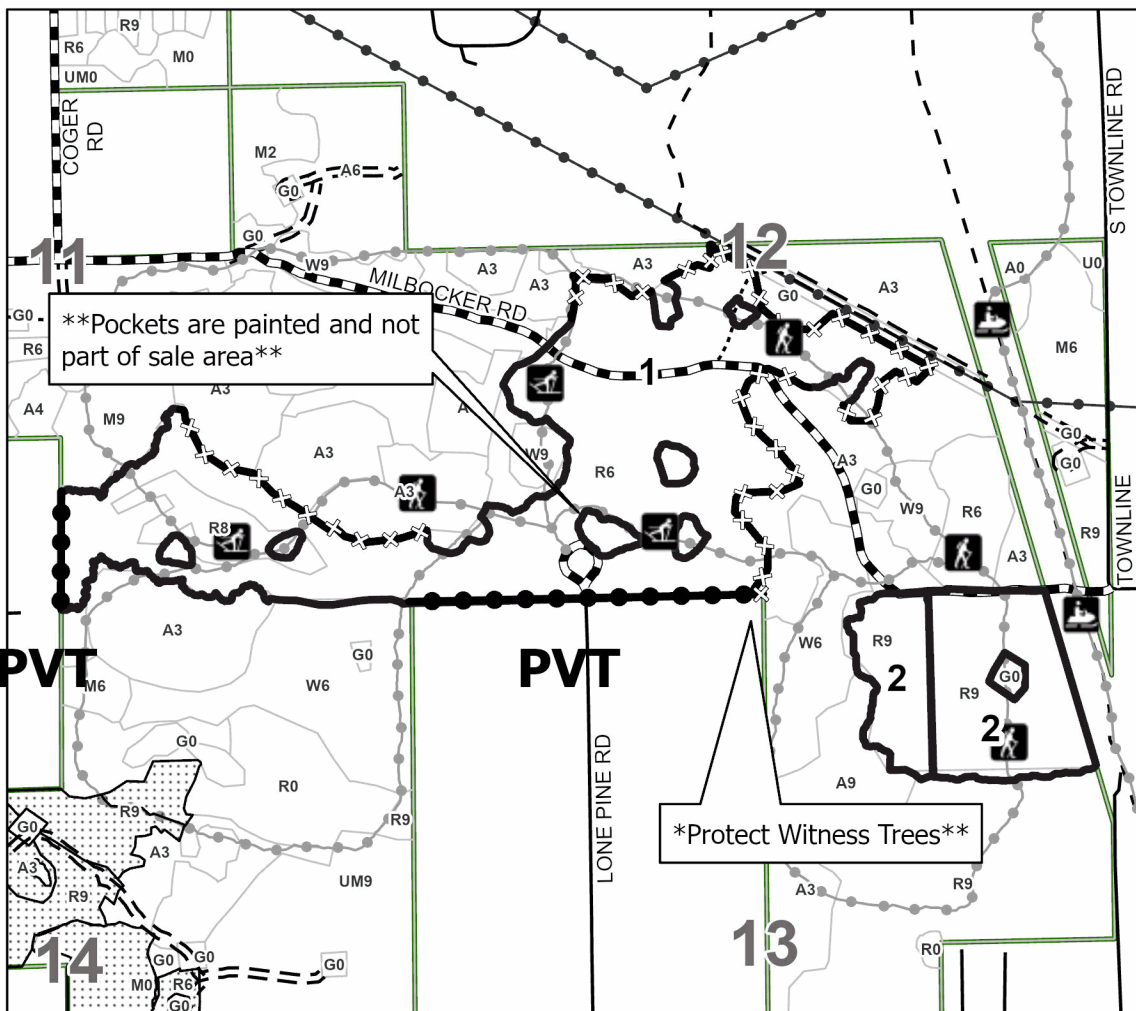 R9
R6
M0
UM0
COGER
RD
M2
A6
G0
G0
11
W9
A3
A3
A3
12
G0
A3
A0
U0
S TOWNLINE RD
MILBOCKER RD
G0
**Pockets are painted and not
part of sale area**
R6
M6
1
A3
A4
M9
A
W9
A3
A3
R6
A3
G0
G0
G0
W9
R6
R8
A3
R9
TOWNLINE
A3
G0
W6
R9
PVT
PVT
M6
W6
2
R9
G0
2
G0
R0
A9
LONE PINE RD
R9
R9
*Protect Witness Trees**
G0
A3
A3
UM9
R9
A3
R9
14
G0
G0
G0
13
R0
M0
R6
G0